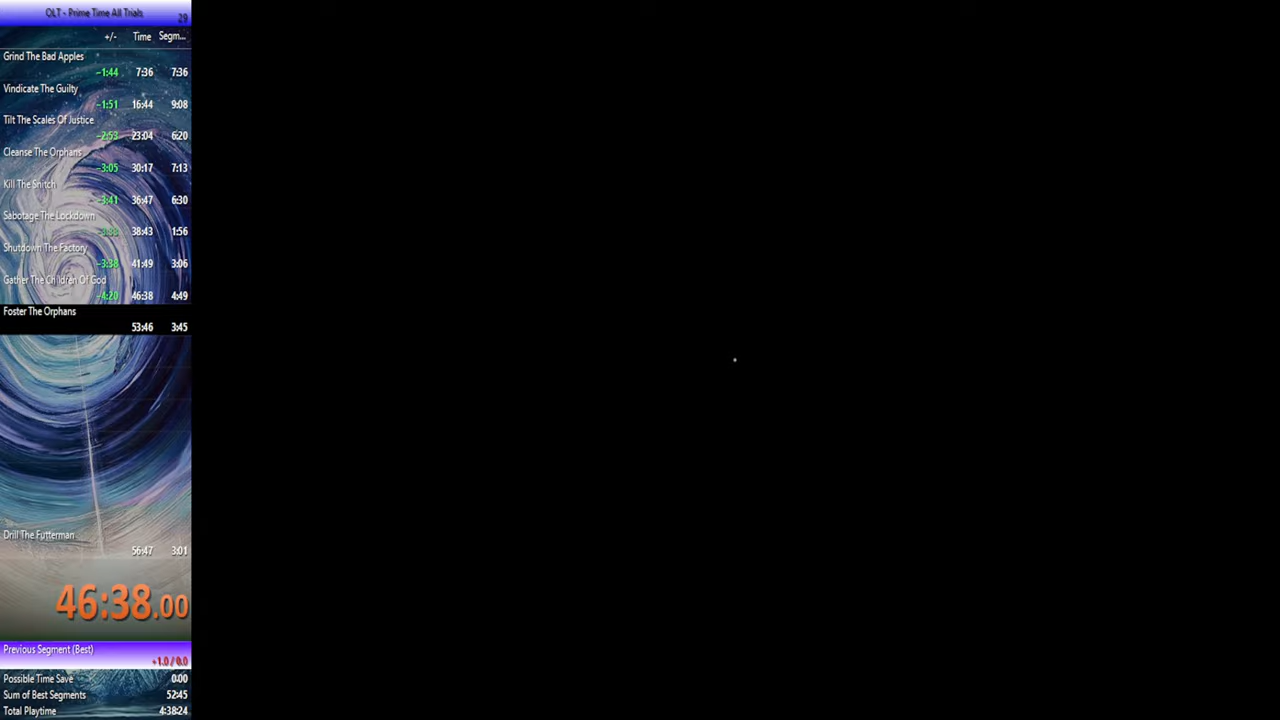 OLT - Prime Time All Trials
29
+/- Time Segm...
Grind The Bad Apples
-1:44 7:36 7:36
Vindicate The Guilty
-1:51 16:44 9:08
Tilt The Scales Of Justice
-2:53 23:04 6:20
Cleanse The Orphans
-3:05 30:17 7:13
Kill The Snitch
-3:41 36:47 6:30
Sabotage The Lockdown
38:43 1:56
Shutdown The Factory
-3:38 41:49 3:06
Gather The Children Of God
-4:20 46:38 4:49
Foster The Orphans
53:46 3:45
Drill The Futterman
56:47 3:01
46:38.00
Previous Segment (Best)
+1.0 / 0.0
Possible Time Save 0:00
Sum of Best Segments 52:45
Total Playtime 4:38:24